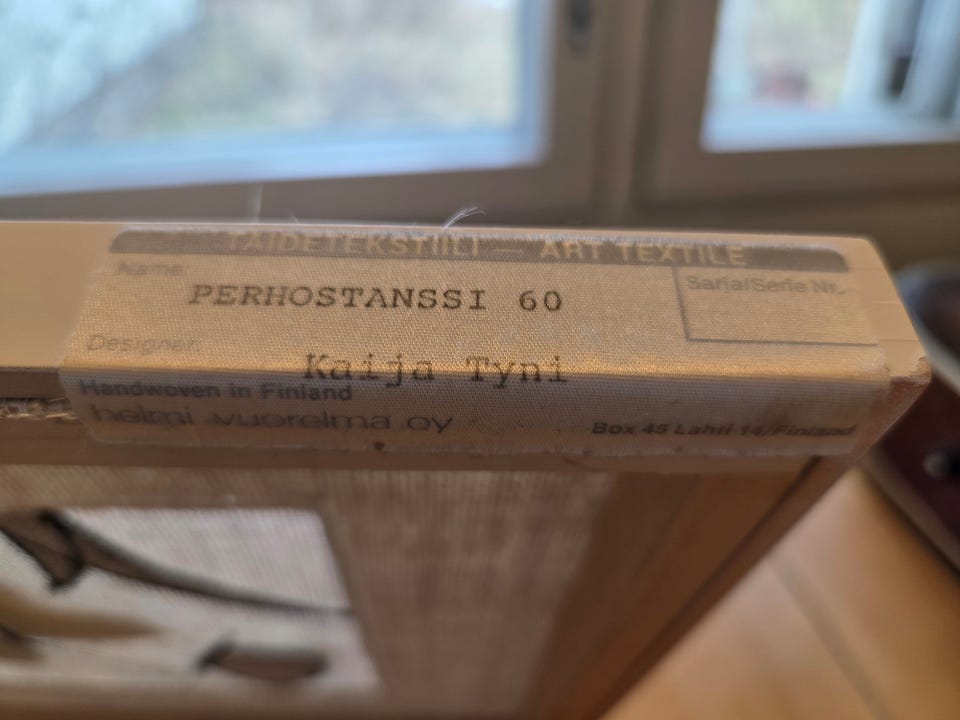 TAIDETEKSTIILI — ART TEXTILE
Name:
Sarja/Serie Nr.
PERHOSTANSSI 60
Designer:
Kaija Tyni
Handwoven in Finland
helmi vuorelma oy
Box 45 Lahti 14/Finland